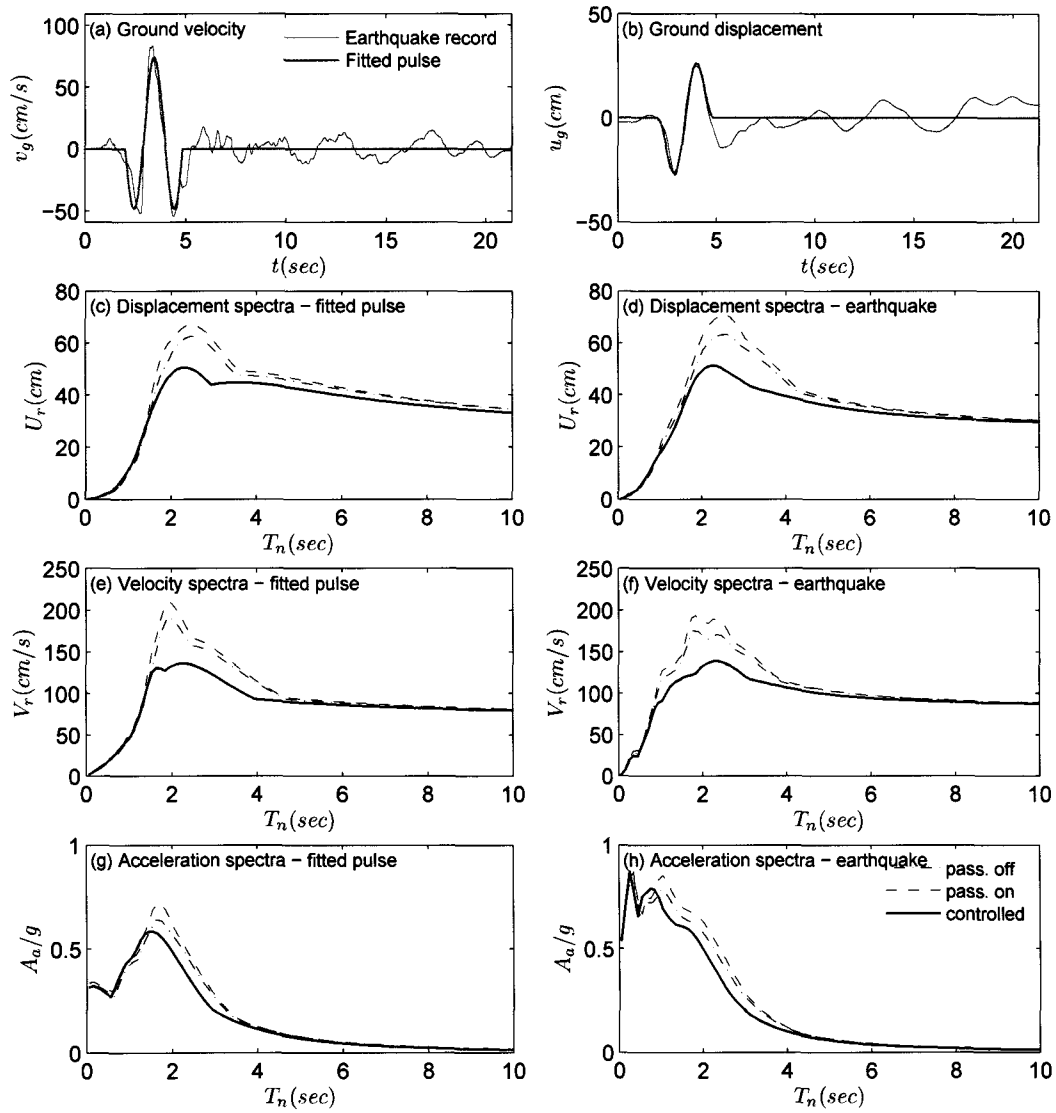 (a) Ground velocity
Earthquake record
Fitted pulse
100
50
0
−50
v_g(cm/s)
0 5 10 15 20
t(sec)
(b) Ground displacement
50
0
−50
u_g(cm)
0 5 10 15 20
t(sec)
(c) Displacement spectra − fitted pulse
80
60
40
20
0
U_r(cm)
0 2 4 6 8 10
T_n(sec)
(d) Displacement spectra − earthquake
80
60
40
20
0
U_r(cm)
0 2 4 6 8 10
T_n(sec)
(e) Velocity spectra − fitted pulse
250
200
150
100
50
0
V_r(cm/s)
0 2 4 6 8 10
T_n(sec)
(f) Velocity spectra − earthquake
250
200
150
100
50
0
V_r(cm/s)
0 2 4 6 8 10
T_n(sec)
(g) Acceleration spectra − fitted pulse
1
0.5
0
A_a/g
0 2 4 6 8 10
T_n(sec)
(h) Acceleration spectra − earthquake
pass. off
pass. on
controlled
1
0.5
0
A_a/g
0 2 4 6 8 10
T_n(sec)